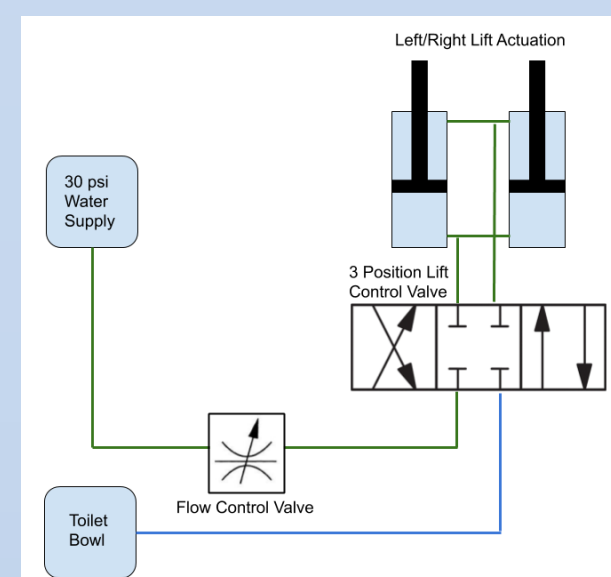 Left/Right Lift Actuation
30 psi
Water
Supply
3 Position Lift
Control Valve
Flow Control Valve
Toilet
Bowl